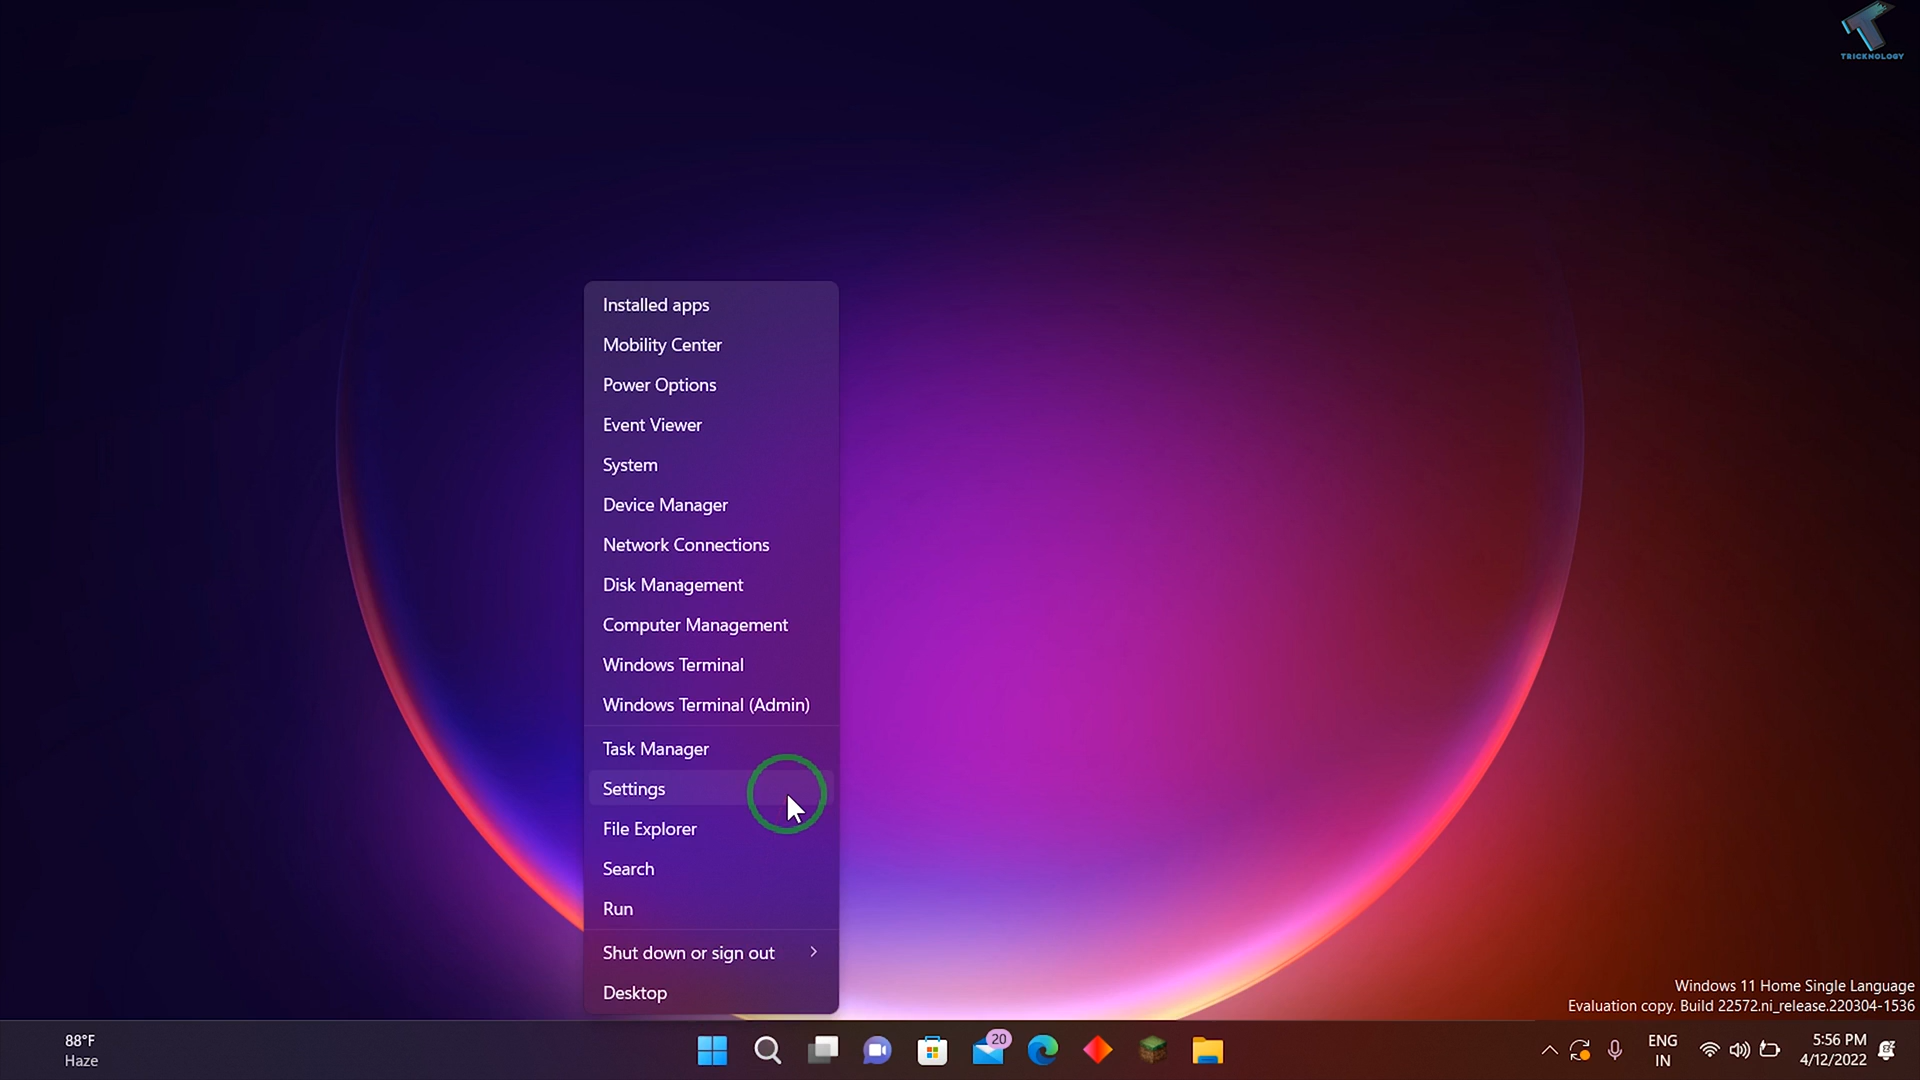 TRICKNOLOGY
Installed apps
Mobility Center
Power Options
Event Viewer
System
Device Manager
Network Connections
Disk Management
Computer Management
Windows Terminal
Windows Terminal (Admin)
Task Manager
Settings
File Explorer
Search
Run
Shut down or sign out
Desktop
Windows 11 Home Single Language
Evaluation copy. Build 22572.ni_release.220304-1536
88°F
Haze
20
ENG
IN
5:56 PM
4/12/2022